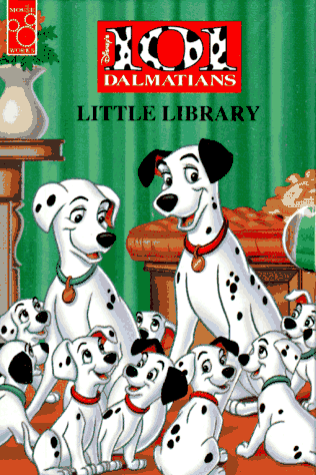 MOUSE
WORKS
Disney's
101
DALMATIANS
LITTLE LIBRARY